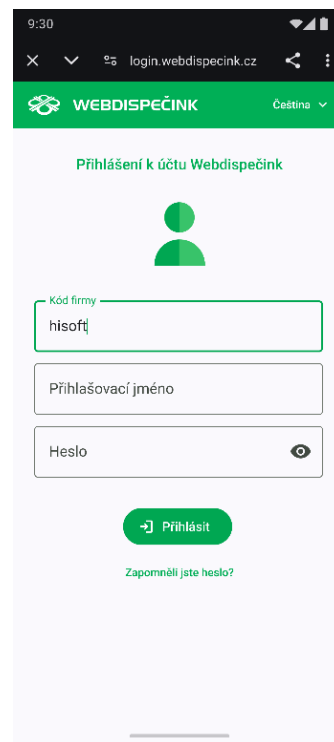 9:30
login.webdispecink.cz
WEBDISPEČINK
Čeština
Přihlášení k účtu Webdispečink
Kód firmy
hisoft
Přihlašovací jméno
Heslo
Přihlásit
Zapomněli jste heslo?